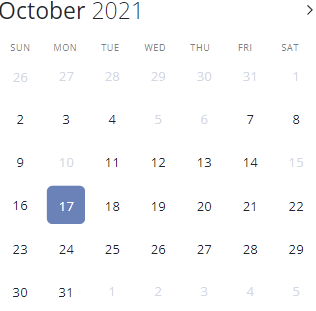 October 2021
SUN MON TUE WED THU FRI SAT
26 27 28 29 30 31 1
2 3 4 5 6 7 8
9 10 11 12 13 14 15
16 17 18 19 20 21 22
23 24 25 26 27 28 29
30 31 1 2 3 4 5